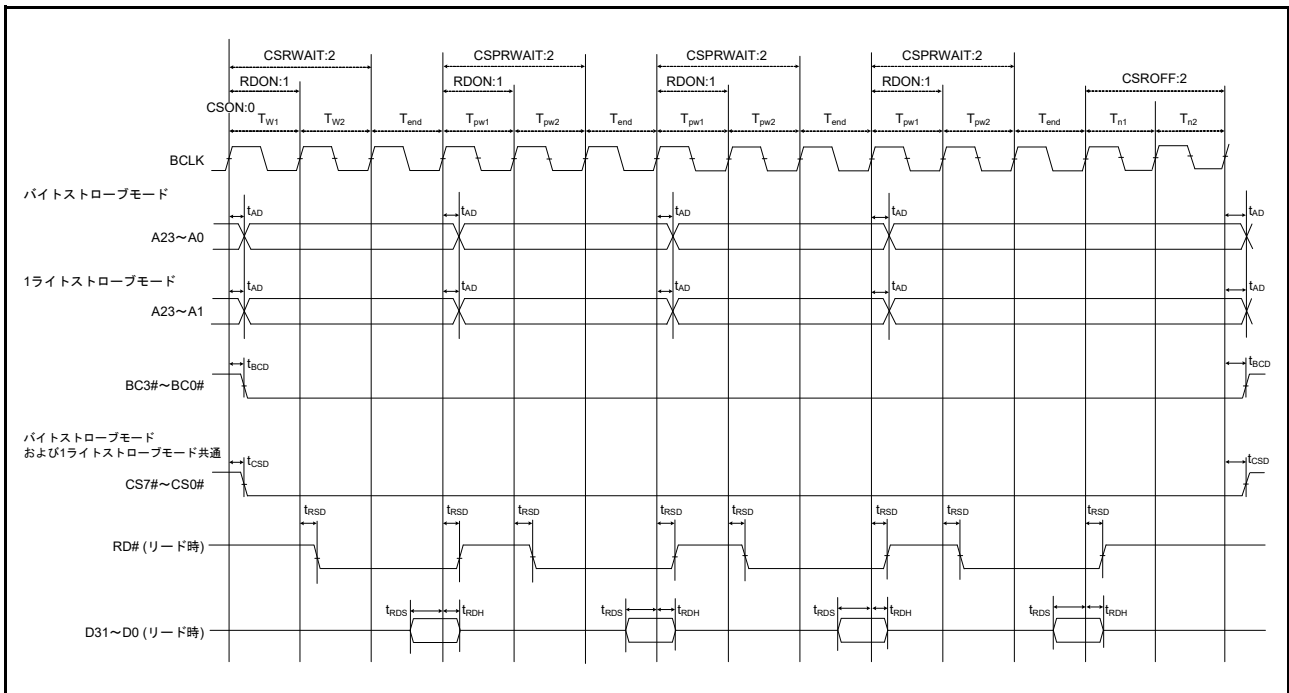 CSRWAIT:2 CSPRWAIT:2 CSPRWAIT:2 CSPRWAIT:2
RDON:1 RDON:1 RDON:1 RDON:1 CSROFF:2
CSON:0
TW1 TW2 Tend Tpw1 Tpw2 Tend Tpw1 Tpw2 Tend Tpw1 Tpw2 Tend Tn1 Tn2
BCLK
バイトストローブモード
tAD tAD tAD tAD tAD
A23～A0
1ライトストローブモード
tAD tAD tAD tAD tAD
A23～A1
tBCD tBCD
BC3#～BC0#
バイトストローブモード
および1ライトストローブモード共通
tCSD tCSD
CS7#～CS0#
tRSD tRSD tRSD tRSD tRSD tRSD tRSD tRSD
RD# (リード時)
tRDS tRDH tRDS tRDH tRDS tRDH tRDS tRDH
D31～D0 (リード時)